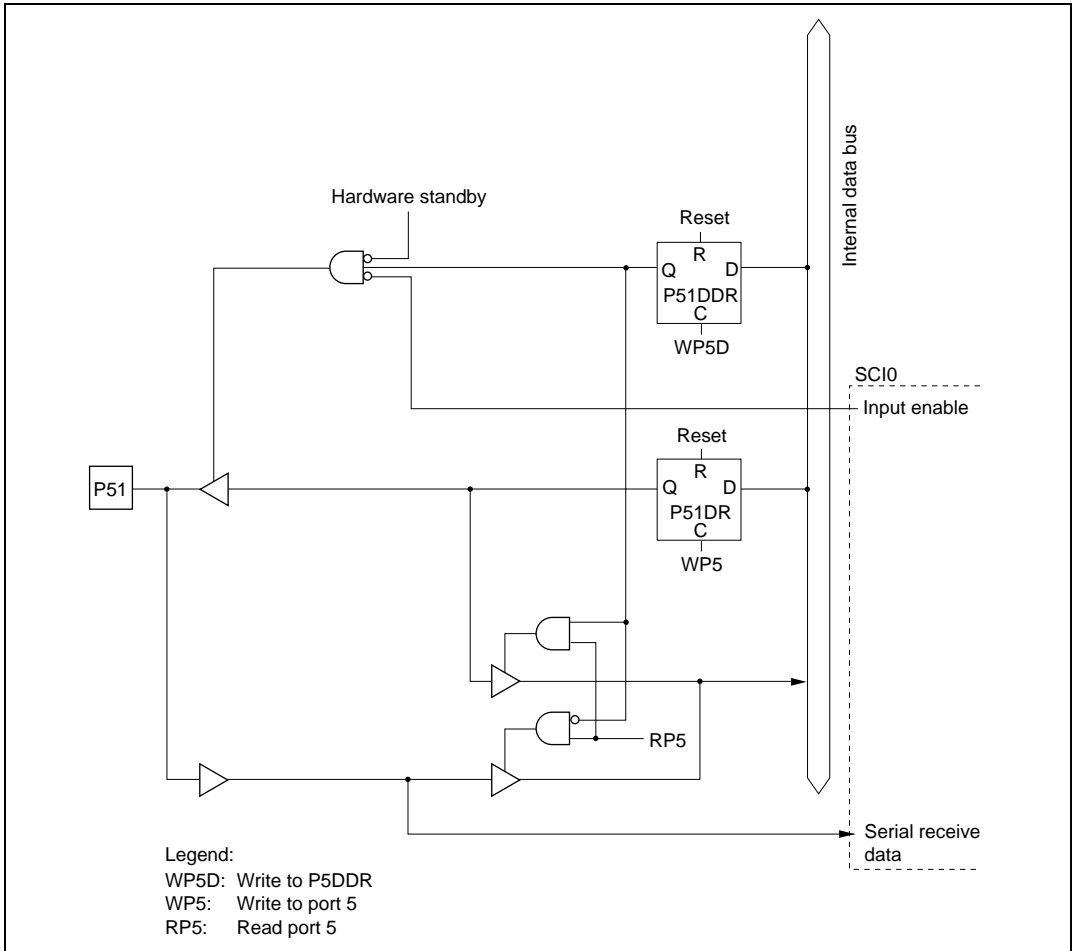 Hardware standby
Reset
R
Q D
P51DDR
C
WP5D
Internal data bus
SCI0
Input enable
Reset
R
Q D
P51DR
C
WP5
P51
RP5
Serial receive
data
Legend:
WP5D: Write to P5DDR
WP5: Write to port 5
RP5: Read port 5